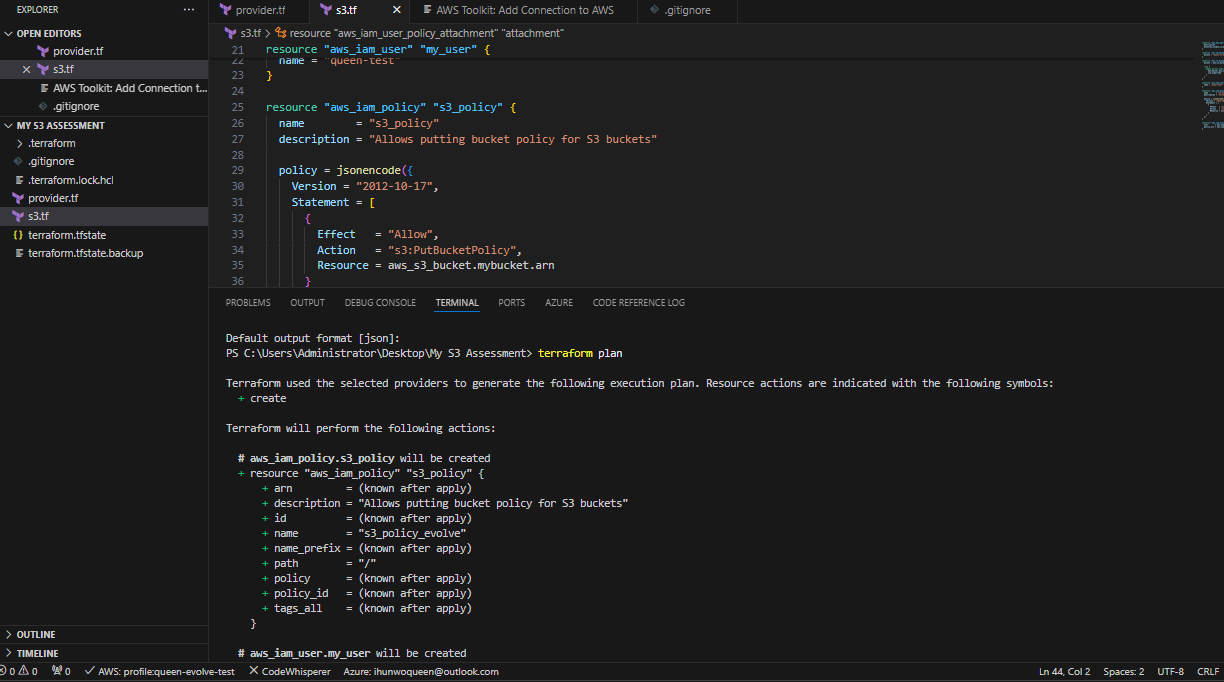 EXPLORER
···
OPEN EDITORS
provider.tf
s3.tf
AWS Toolkit: Add Connection t...
.gitignore
MY S3 ASSESSMENT
.terraform
.gitignore
.terraform.lock.hcl
provider.tf
s3.tf
terraform.tfstate
terraform.tfstate.backup
OUTLINE
TIMELINE
provider.tf s3.tf AWS Toolkit: Add Connection to AWS .gitignore
s3.tf > resource "aws_iam_user_policy_attachment" "attachment"
21 resource "aws_iam_user" "my_user" {
22 name = "queen-test"
23 }
24
25 resource "aws_iam_policy" "s3_policy" {
26 name = "s3_policy"
27 description = "Allows putting bucket policy for S3 buckets"
28
29 policy = jsonencode({
30 Version = "2012-10-17",
31 Statement = [
32 {
33 Effect = "Allow",
34 Action = "s3:PutBucketPolicy",
35 Resource = aws_s3_bucket.mybucket.arn
36 }
PROBLEMS OUTPUT DEBUG CONSOLE TERMINAL PORTS AZURE CODE REFERENCE LOG
Default output format [json]:
PS C:\Users\Administrator\Desktop\My S3 Assessment> terraform plan
Terraform used the selected providers to generate the following execution plan. Resource actions are indicated with the following symbols:
+ create
Terraform will perform the following actions:
# aws_iam_policy.s3_policy will be created
+ resource "aws_iam_policy" "s3_policy" {
+ arn = (known after apply)
+ description = "Allows putting bucket policy for S3 buckets"
+ id = (known after apply)
+ name = "s3_policy_evolve"
+ name_prefix = (known after apply)
+ path = "/"
+ policy = (known after apply)
+ policy_id = (known after apply)
+ tags_all = (known after apply)
}
# aws_iam_user.my_user will be created
0 0 0 AWS: profile:queen-evolve-test CodeWhisperer Azure: ihunwoqueen@outlook.com Ln 44, Col 2 Spaces: 2 UTF-8 CRLF